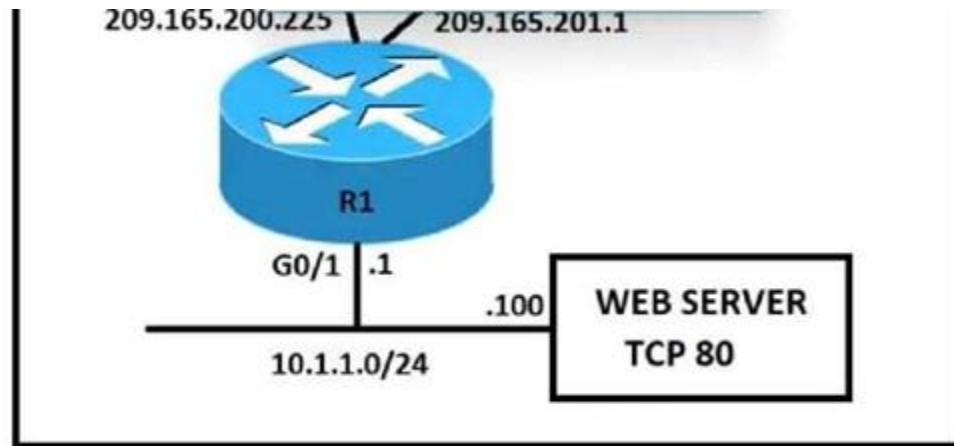 209.165.200.225
209.165.201.1
R1
G0/1
.1
.100
WEB SERVER
TCP 80
10.1.1.0/24